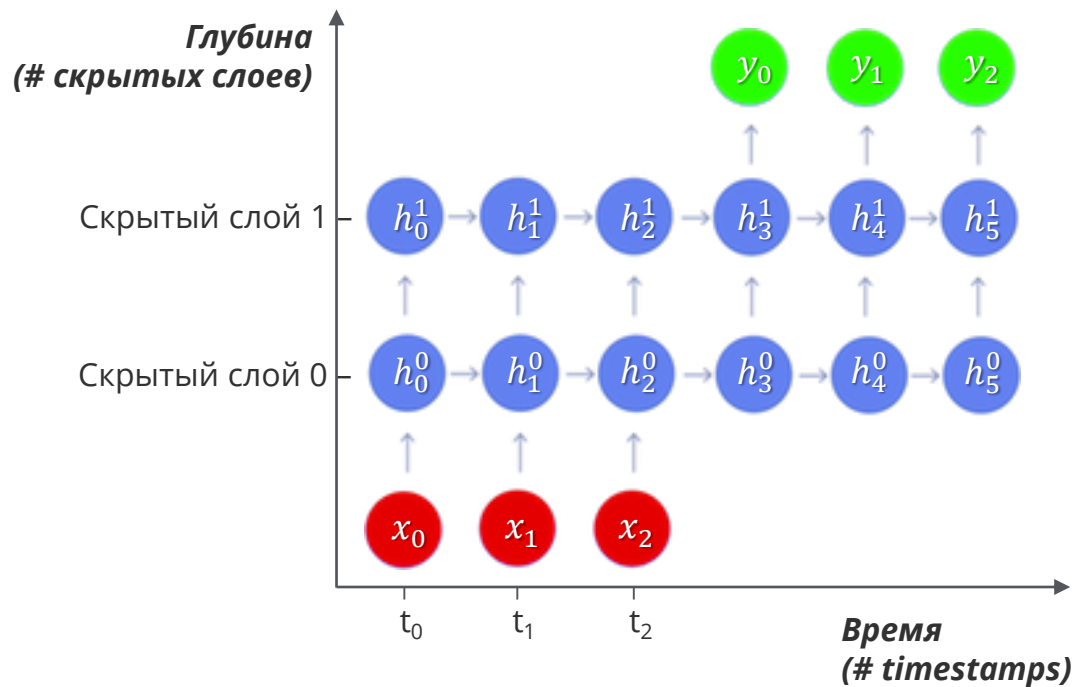 Глубина
(# скрытых слоев)
y₀ y₁ y₂
Скрытый слой 1
h₀¹ h₁¹ h₂¹ h₃¹ h₄¹ h₅¹
Скрытый слой 0
h₀⁰ h₁⁰ h₂⁰ h₃⁰ h₄⁰ h₅⁰
x₀ x₁ x₂
t₀ t₁ t₂
Время
(# timestamps)